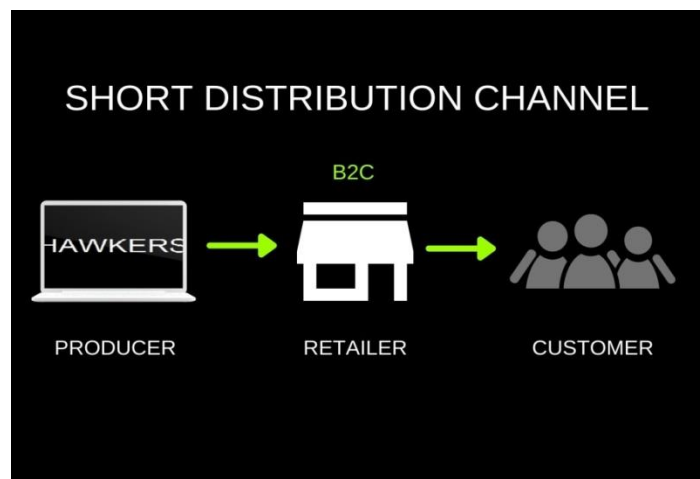 SHORT DISTRIBUTION CHANNEL
B2C
HAWKERS
PRODUCER
RETAILER
CUSTOMER